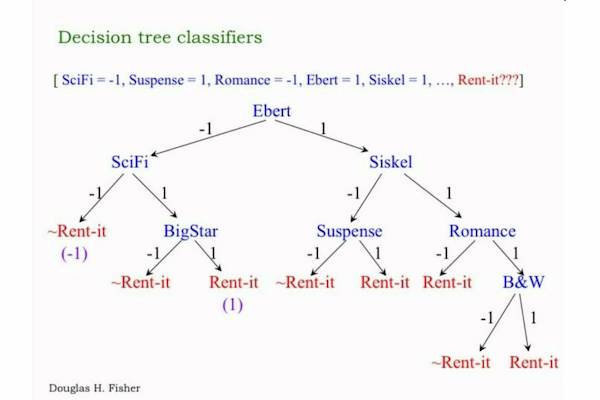 Decision tree classifiers
[ SciFi = -1, Suspense = 1, Romance = -1, Ebert = 1, Siskel = 1, …, Rent-it???]
Ebert
-1 1
SciFi Siskel
-1 1 -1 1
~Rent-it BigStar Suspense Romance
(-1) -1 1 -1 1 -1 1
~Rent-it Rent-it ~Rent-it Rent-it Rent-it B&W
(1)
-1 1
~Rent-it Rent-it
Douglas H. Fisher